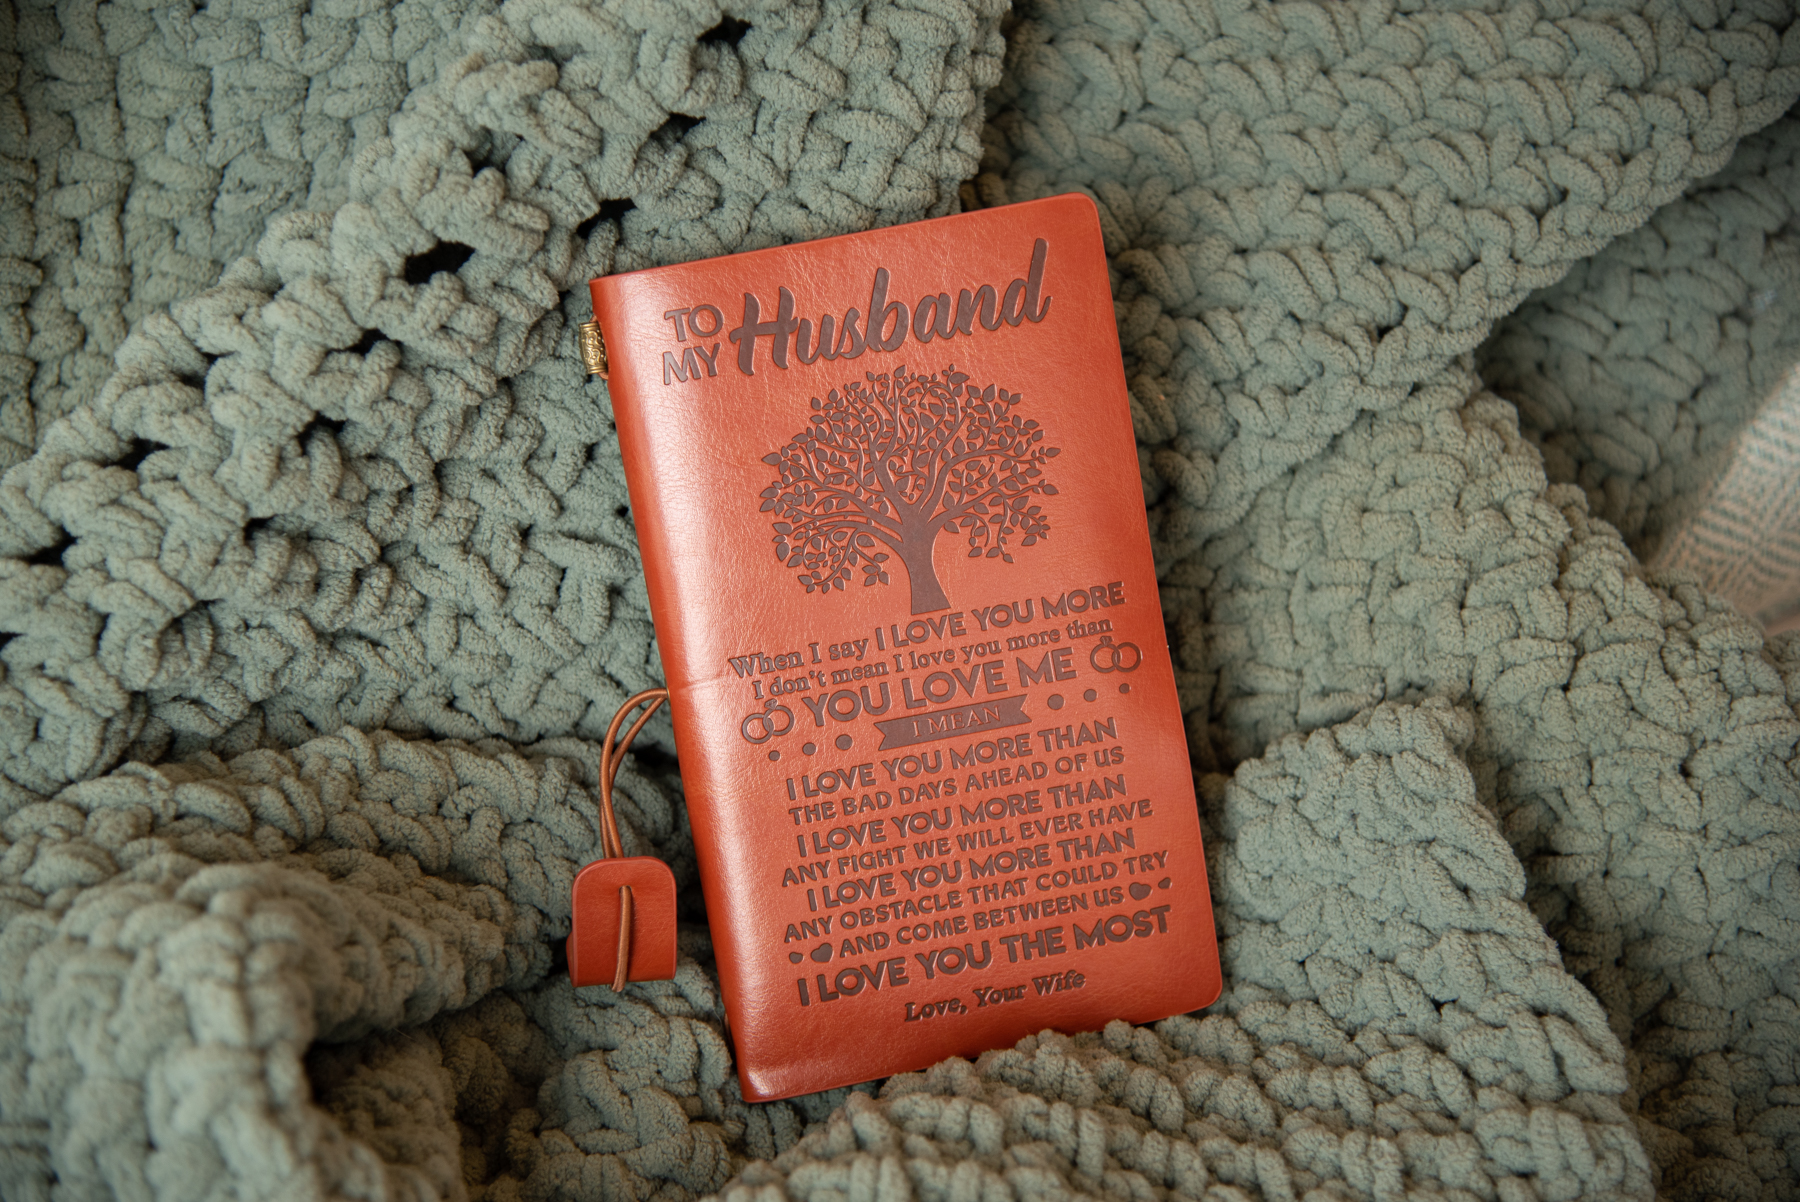 TO MY Husband
When I say I LOVE YOU MORE
I don't mean I love you more than
YOU LOVE ME
I MEAN
I LOVE YOU MORE THAN
THE BAD DAYS AHEAD OF US
I LOVE YOU MORE THAN
ANY FIGHT WE WILL EVER HAVE
I LOVE YOU MORE THAN
ANY OBSTACLE THAT COULD TRY
AND COME BETWEEN US
I LOVE YOU THE MOST
Love, Your Wife